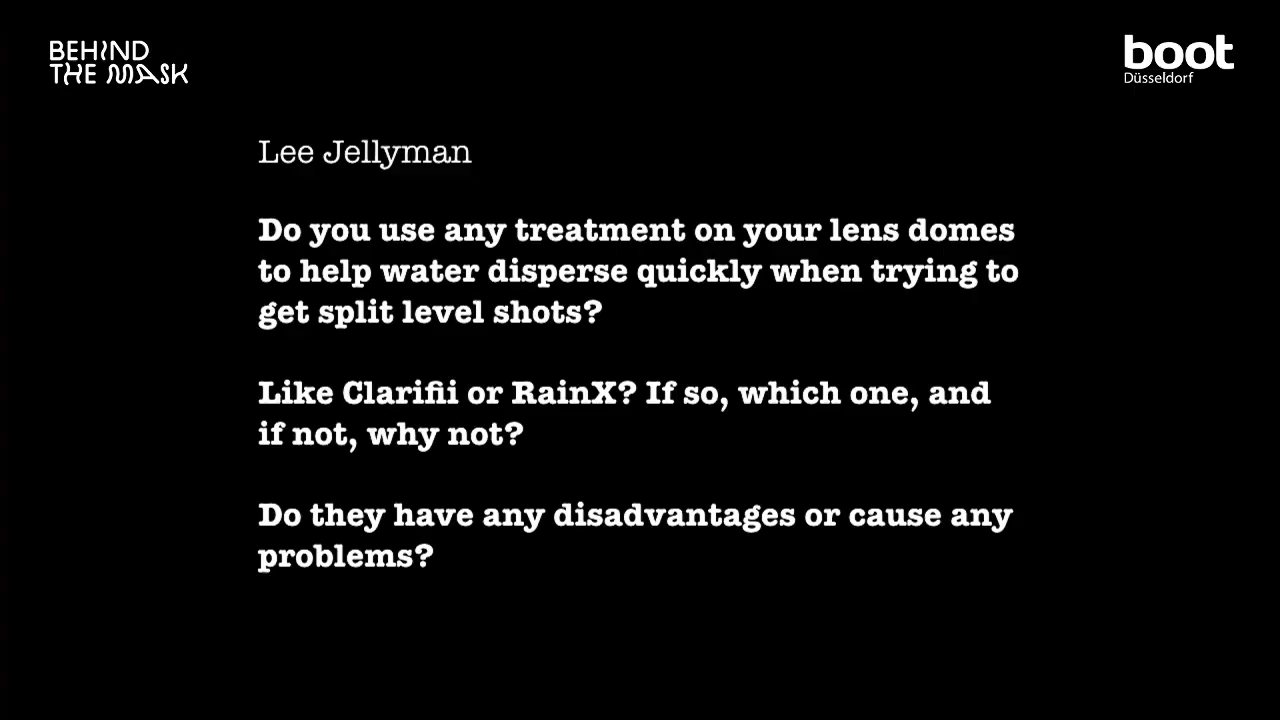 BEHIND
THE MASK
boot
Düsseldorf
Lee Jellyman
Do you use any treatment on your lens domes
to help water disperse quickly when trying to
get split level shots?
Like Clarifii or RainX? If so, which one, and
if not, why not?
Do they have any disadvantages or cause any
problems?